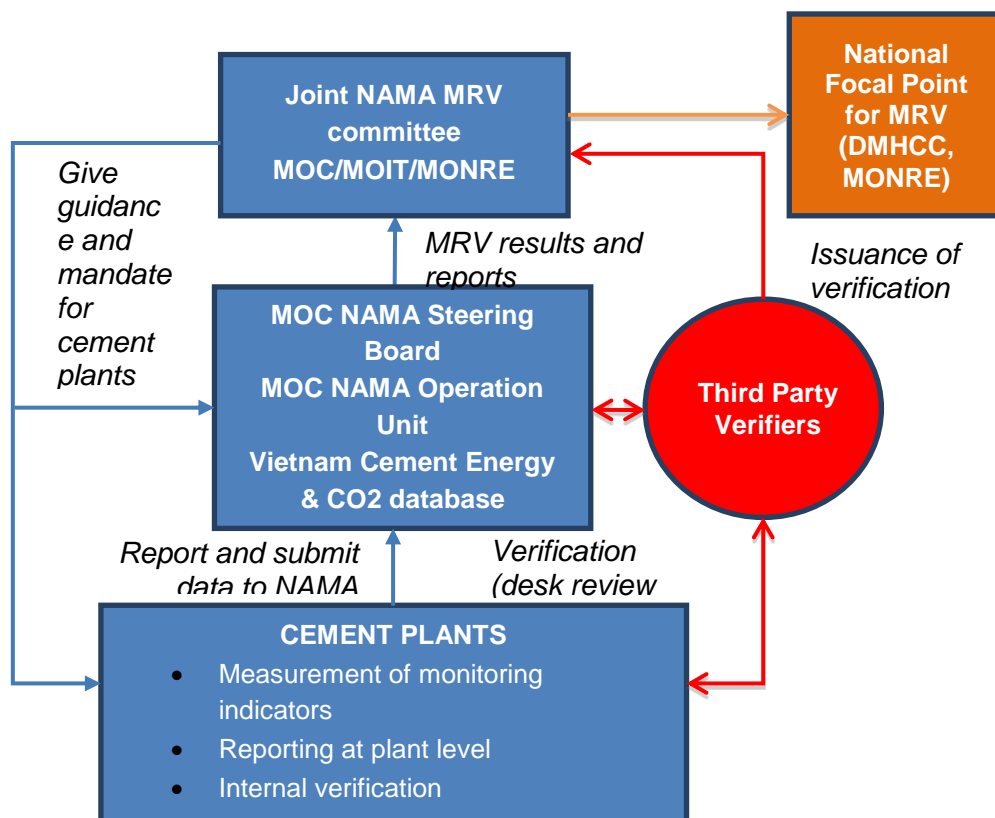 Joint NAMA MRV
committee
MOC/MOIT/MONRE
National
Focal Point
for MRV
(DMHCC,
MONRE)
Give
guidanc
e and
mandate
for
cement
plants
MRV results and
reports
Issuance of
verification
MOC NAMA Steering
Board
MOC NAMA Operation
Unit
Vietnam Cement Energy
& CO2 database
Third Party
Verifiers
Report and submit
data to NAMA
Verification
(desk review
CEMENT PLANTS
• Measurement of monitoring
indicators
• Reporting at plant level
• Internal verification